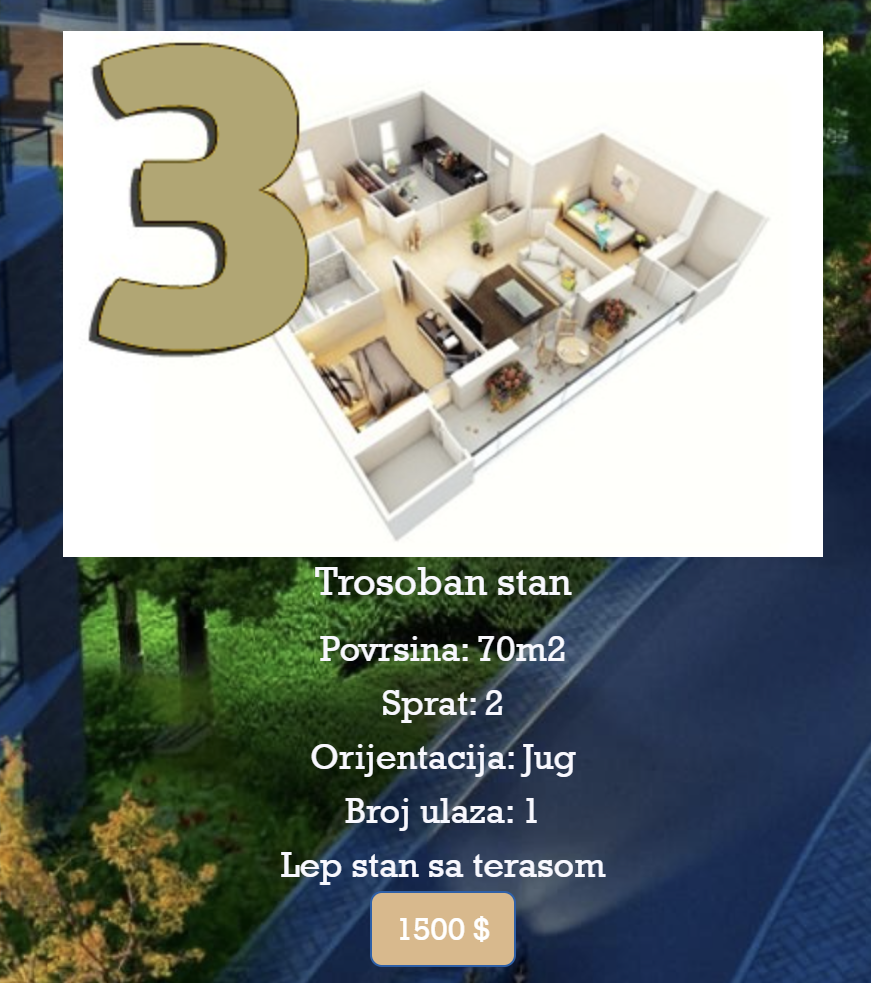 3
Trosoban stan
Povrsina: 70m2
Sprat: 2
Orijentacija: Jug
Broj ulaza: 1
Lep stan sa terasom
1500 $